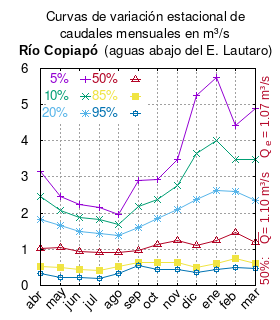 Curvas de variación estacional de
caudales mensuales en m³/s
Río Copiapó (aguas abajo del E. Lautaro)
5% 50%
10% 85%
20% 95%
6
5
4
3
2
1
0
abr may jun jul ago sep oct nov dic ene feb mar
50%: Q= 1.10 m³/s Qe = 1.07 m³/s